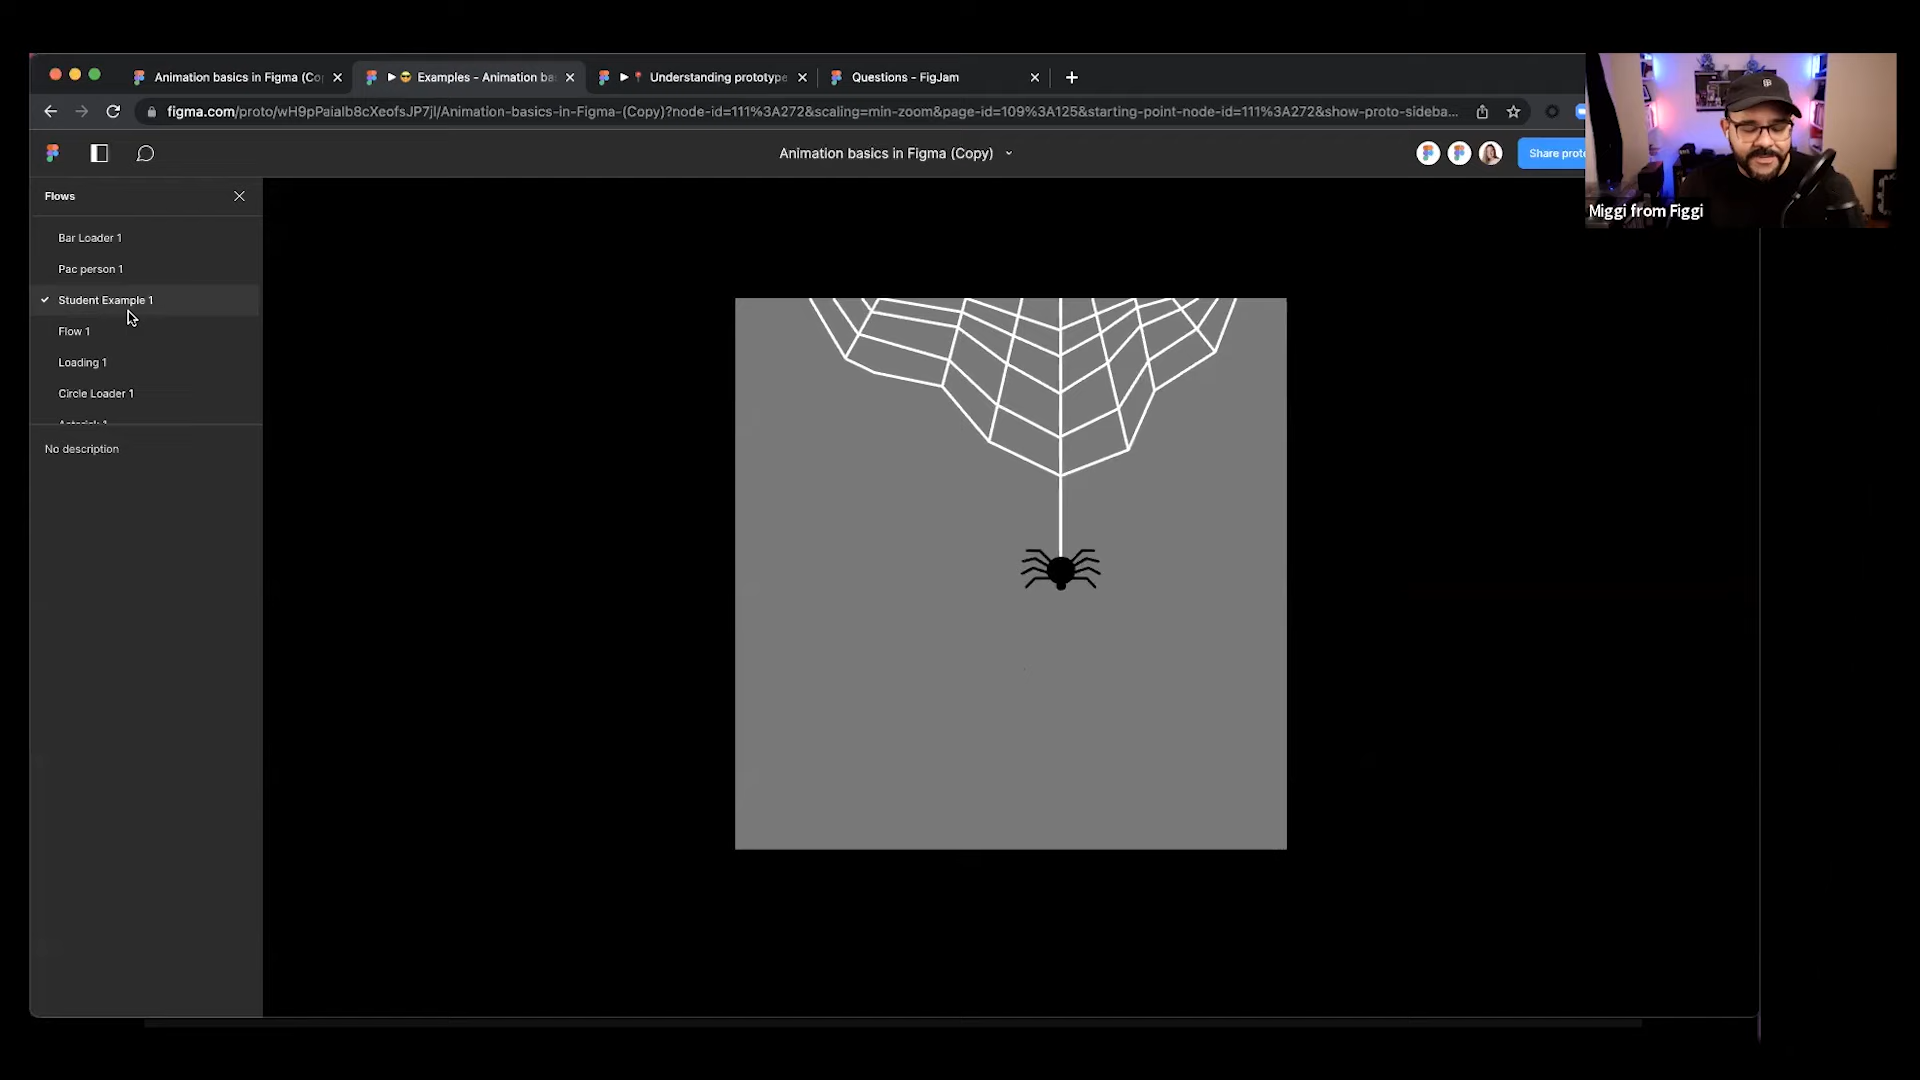 Animation basics in Figma (Co
Examples - Animation ba
Understanding prototype
Questions - FigJam
figma.com/proto/wH9pPaialb8cXeofsJP7jl/Animation-basics-in-Figma-(Copy)?node-id=111%3A272&scaling=min-zoom&page-id=109%3A125&starting-point-node-id=111%3A272&show-proto-sideba...
Animation basics in Figma (Copy)
Share proto
Miggi from Figgi
Flows
Bar Loader 1
Pac person 1
Student Example 1
Flow 1
Loading 1
Circle Loader 1
No description